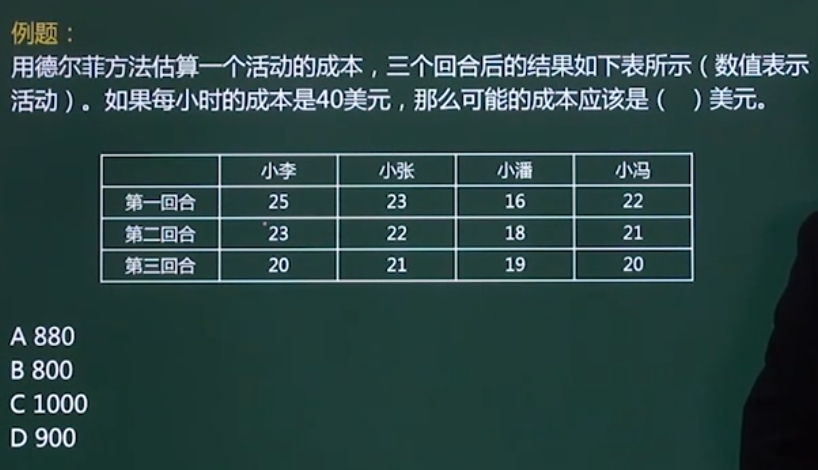 例题：
用德尔菲方法估算一个活动的成本，三个回合后的结果如下表所示（数值表示
活动）。如果每小时的成本是40美元，那么可能的成本应该是（ ）美元。
小李 小张 小潘 小冯
第一回合 25 23 16 22
第二回合 23 22 18 21
第三回合 20 21 19 20
A 880
B 800
C 1000
D 900